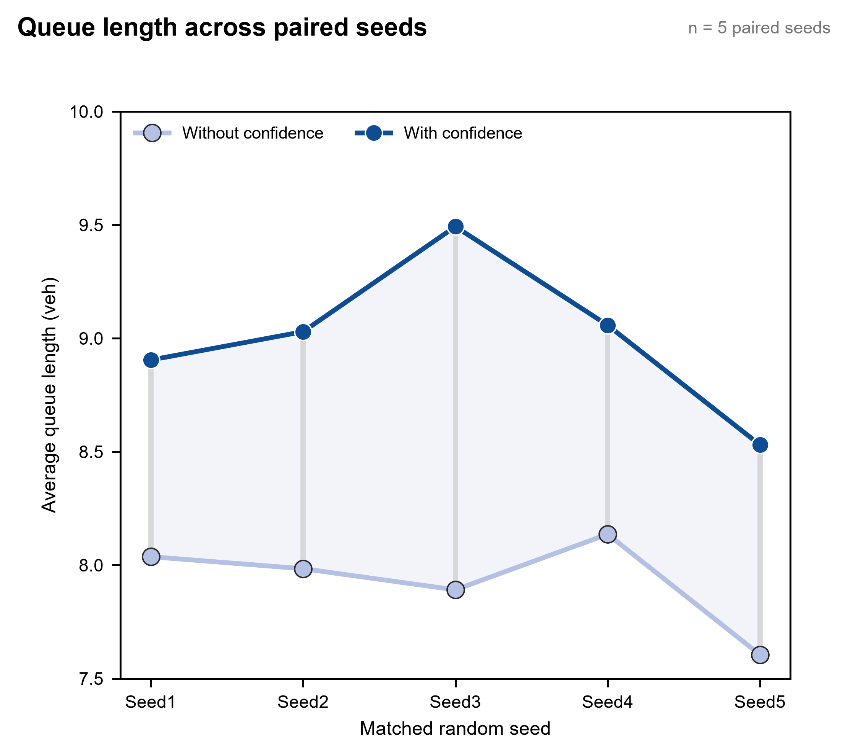 Queue length across paired seeds
n = 5 paired seeds
Without confidence
With confidence
10.0
9.5
9.0
8.5
8.0
7.5
Average queue length (veh)
Seed1 Seed2 Seed3 Seed4 Seed5
Matched random seed